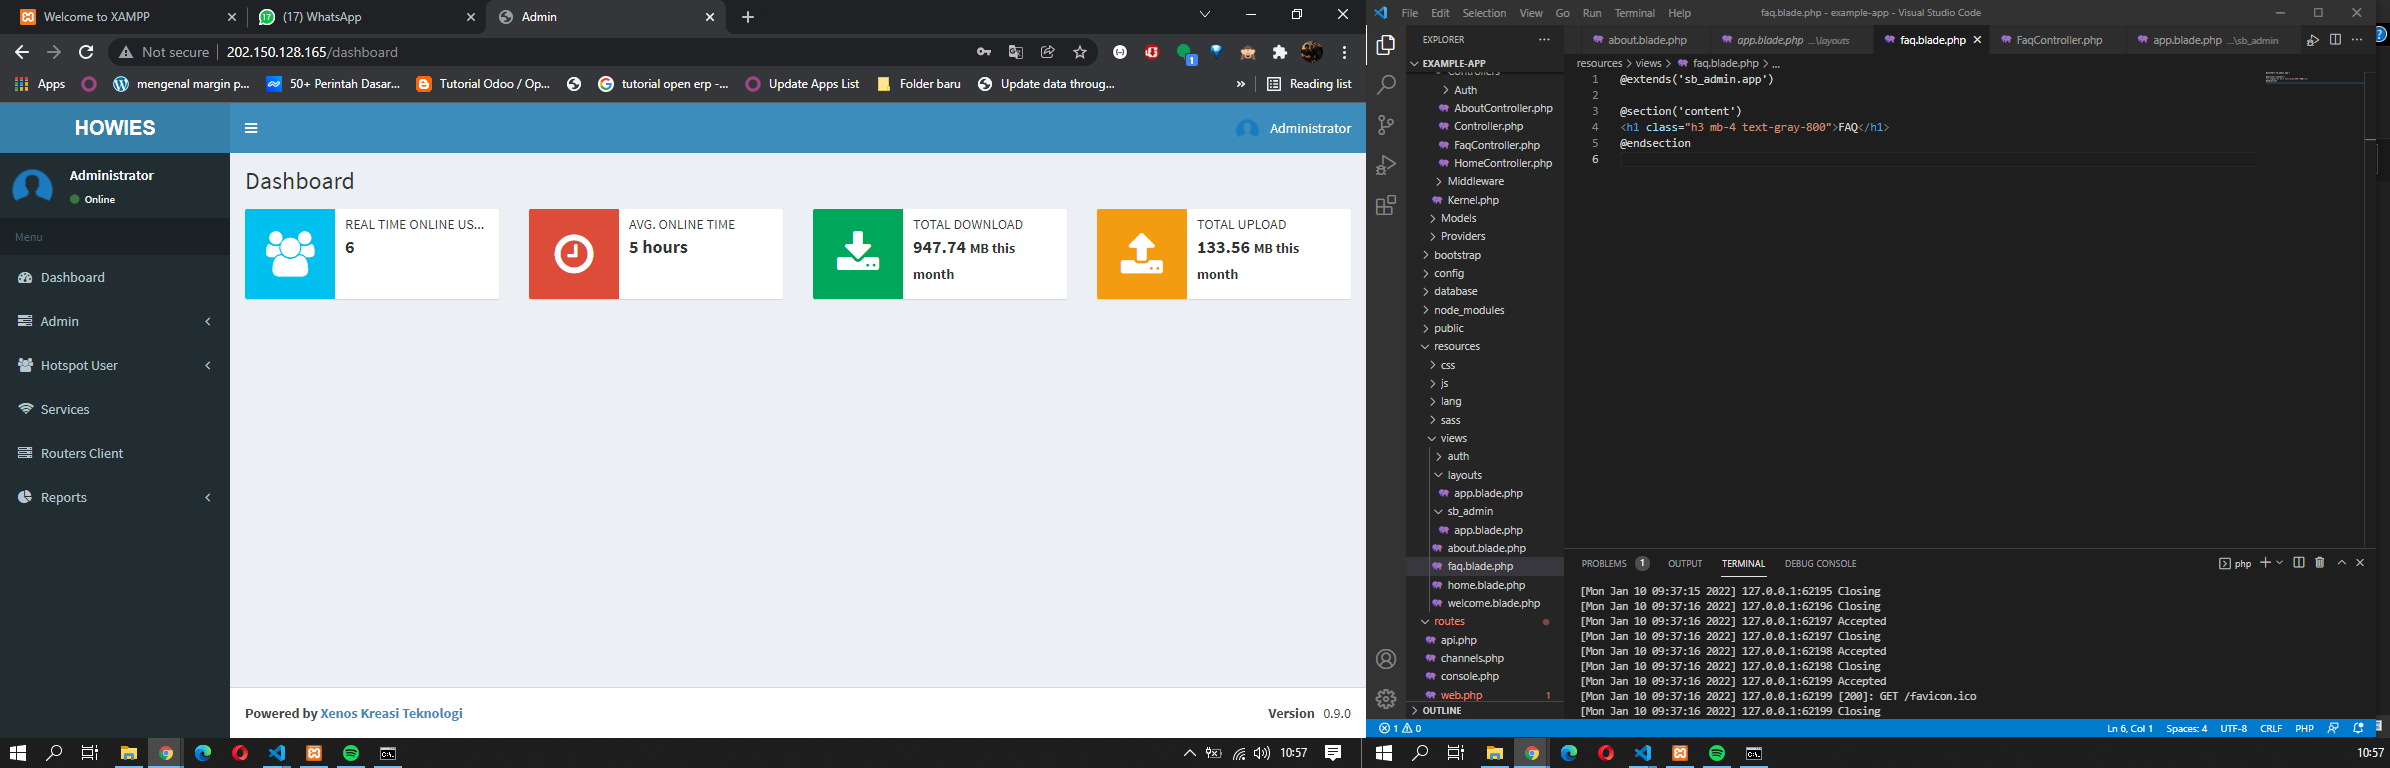 Welcome to XAMPP
(17) WhatsApp
Admin
Not secure
202.150.128.165/dashboard
Apps
mengenal margin p...
50+ Perintah Dasar...
Tutorial Odoo / Op...
tutorial open erp -...
Update Apps List
Folder baru
Update data throug...
Reading list
HOWIES
Administrator
Administrator
Online
Menu
Dashboard
Admin
Hotspot User
Services
Routers Client
Reports
Dashboard
REAL TIME ONLINE US...
6
AVG. ONLINE TIME
5 hours
TOTAL DOWNLOAD
947.74 MB this
month
TOTAL UPLOAD
133.56 MB this
month
Powered by Xenos Kreasi Teknologi
Version 0.9.0
10:57
File Edit Selection View Go Run Terminal Help
faq.blade.php - example-app - Visual Studio Code
EXPLORER
about.blade.php
app.blade.php ...\layouts
faq.blade.php
FaqController.php
app.blade.php ...\sb_admin
EXAMPLE-APP
Controllers
Auth
AboutController.php
Controller.php
FaqController.php
HomeController.php
Middleware
Kernel.php
Models
Providers
bootstrap
config
database
node_modules
public
resources
css
js
lang
sass
views
auth
layouts
app.blade.php
sb_admin
app.blade.php
about.blade.php
faq.blade.php
home.blade.php
welcome.blade.php
routes
api.php
channels.php
console.php
web.php 1
OUTLINE
resources > views > faq.blade.php > ...
1 @extends('sb_admin.app')
2
3 @section('content')
4 <h1 class="h3 mb-4 text-gray-800">FAQ</h1>
5 @endsection
6
PROBLEMS 1 OUTPUT TERMINAL DEBUG CONSOLE
php
[Mon Jan 10 09:37:15 2022] 127.0.0.1:62195 Closing
[Mon Jan 10 09:37:16 2022] 127.0.0.1:62196 Closing
[Mon Jan 10 09:37:16 2022] 127.0.0.1:62197 Accepted
[Mon Jan 10 09:37:16 2022] 127.0.0.1:62197 Closing
[Mon Jan 10 09:37:16 2022] 127.0.0.1:62198 Accepted
[Mon Jan 10 09:37:16 2022] 127.0.0.1:62198 Closing
[Mon Jan 10 09:37:16 2022] 127.0.0.1:62199 Accepted
[Mon Jan 10 09:37:16 2022] 127.0.0.1:62199 [200]: GET /favicon.ico
[Mon Jan 10 09:37:16 2022] 127.0.0.1:62199 Closing
1 0
Ln 6, Col 1 Spaces: 4 UTF-8 CRLF PHP
10:57